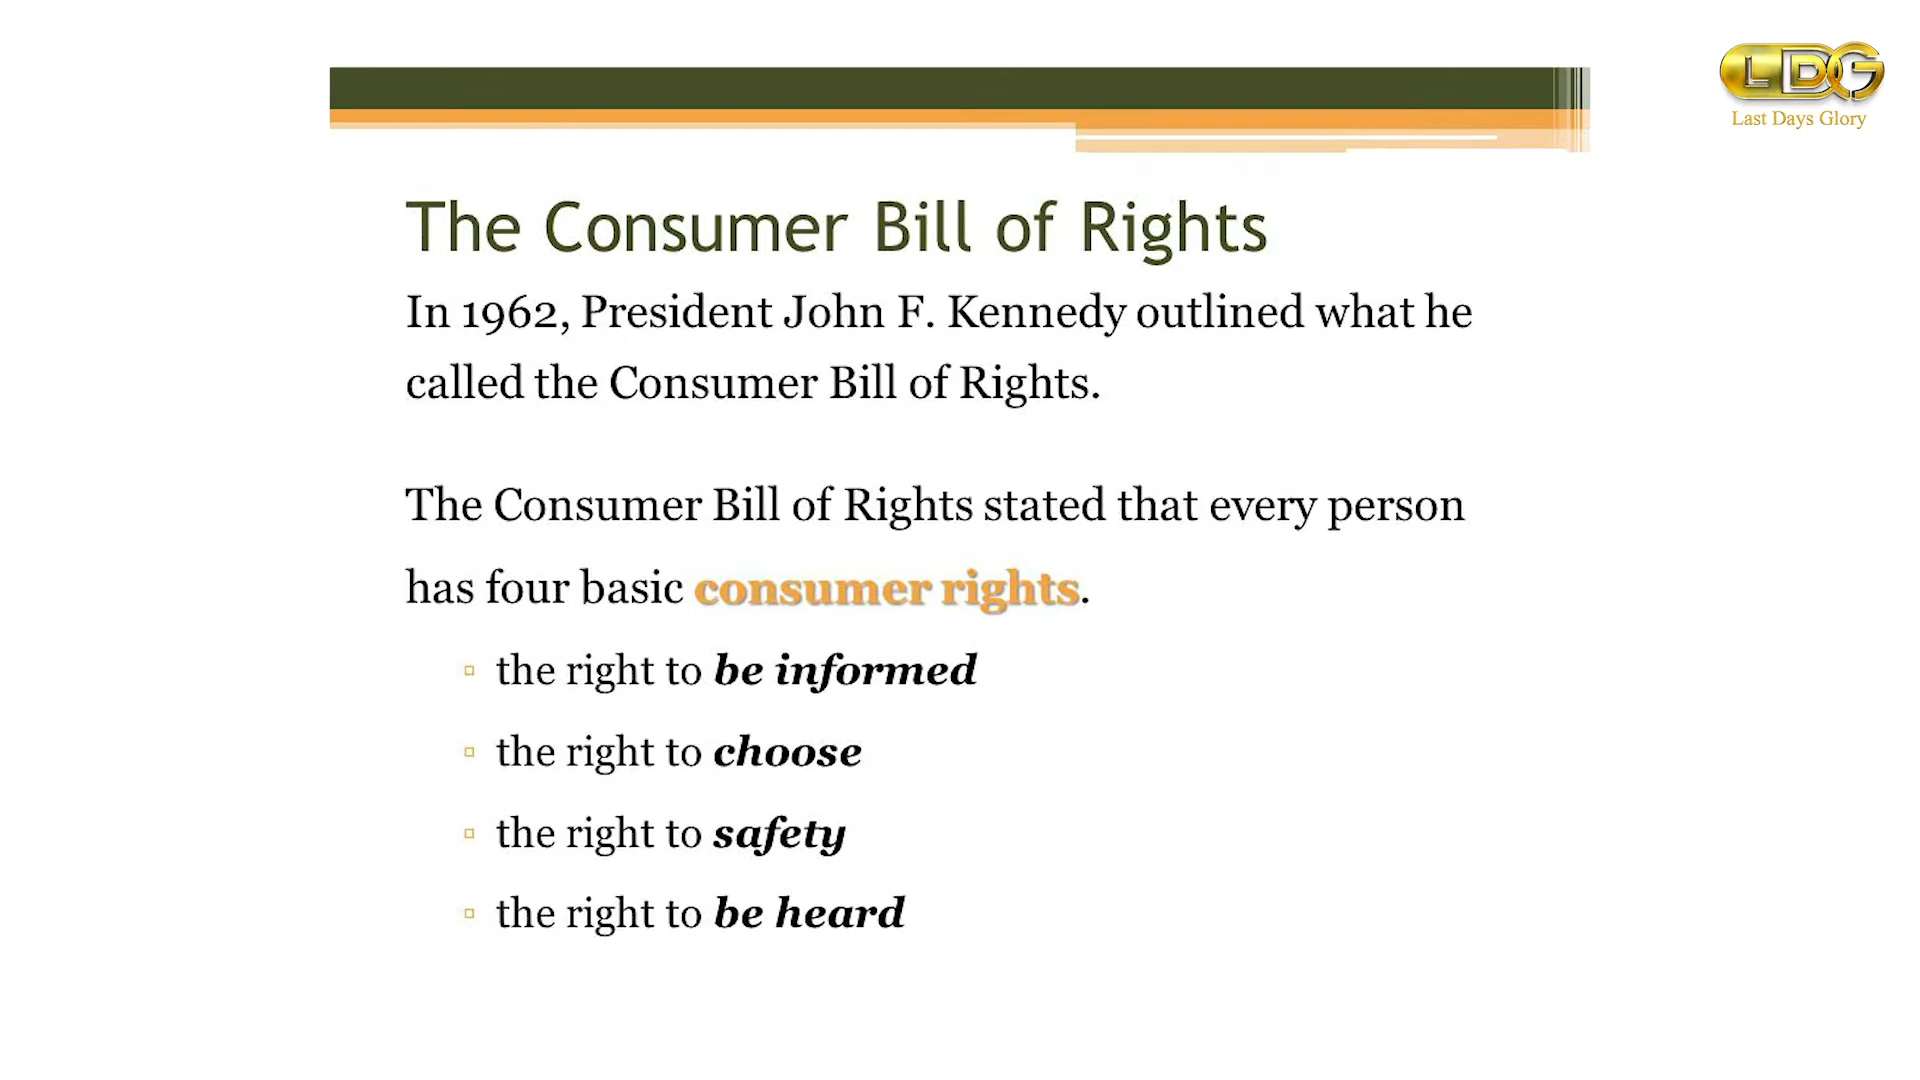 LDG
Last Days Glory
The Consumer Bill of Rights
In 1962, President John F. Kennedy outlined what he
called the Consumer Bill of Rights.
The Consumer Bill of Rights stated that every person
has four basic consumer rights.
▫ the right to be informed
▫ the right to choose
▫ the right to safety
▫ the right to be heard